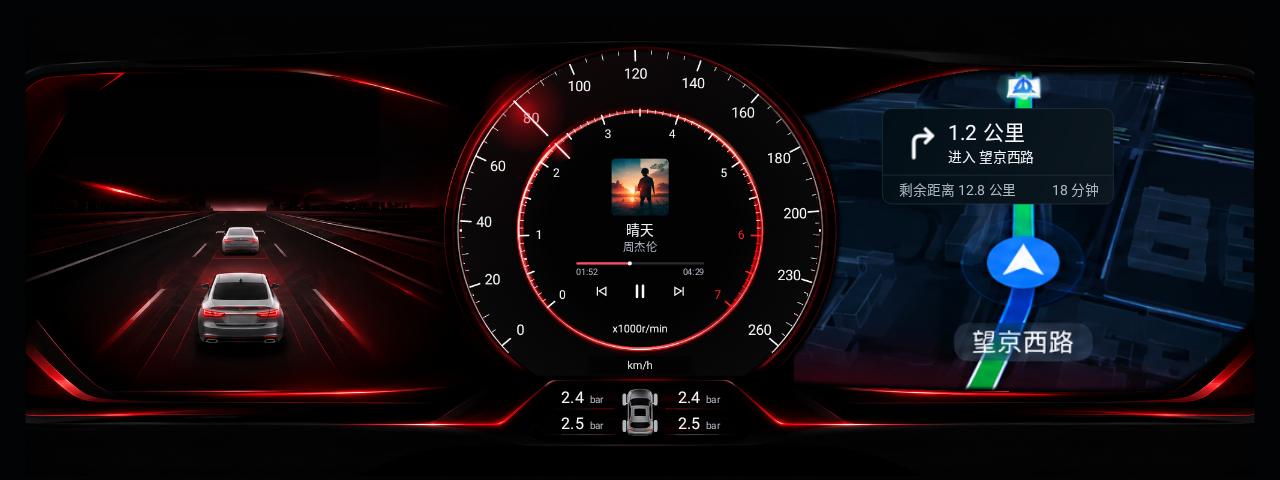 0
20
40
60
80
100
120
140
160
180
200
230
260
km/h
0
1
2
3
4
5
6
7
x1000r/min
晴天
周杰伦
01:52
04:29
1.2 公里
进入 望京西路
剩余距离 12.8 公里 18 分钟
望京西路
2.4 bar
2.4 bar
2.5 bar
2.5 bar